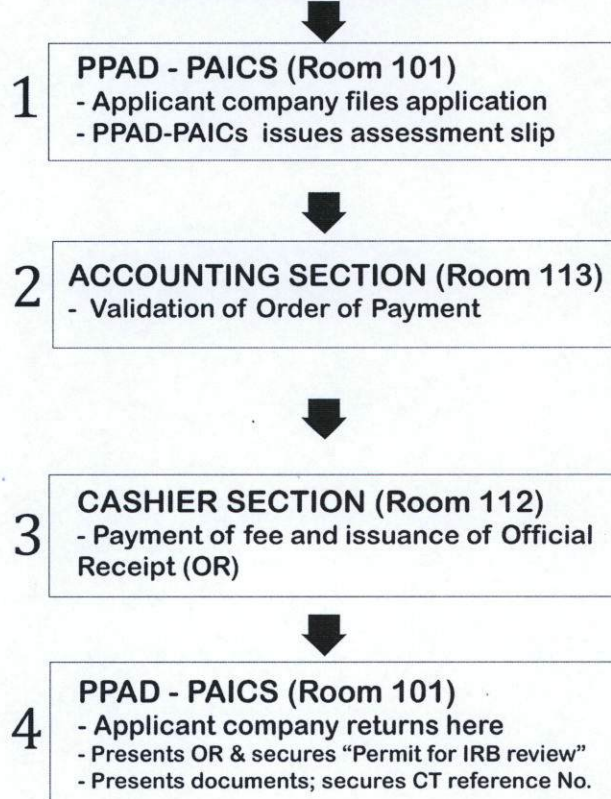 1
PPAD - PAICS (Room 101)
- Applicant company files application
- PPAD-PAICs issues assessment slip
2
ACCOUNTING SECTION (Room 113)
- Validation of Order of Payment
3
CASHIER SECTION (Room 112)
- Payment of fee and issuance of Official
Receipt (OR)
4
PPAD - PAICS (Room 101)
- Applicant company returns here
- Presents OR & secures “Permit for IRB review”
- Presents documents; secures CT reference No.